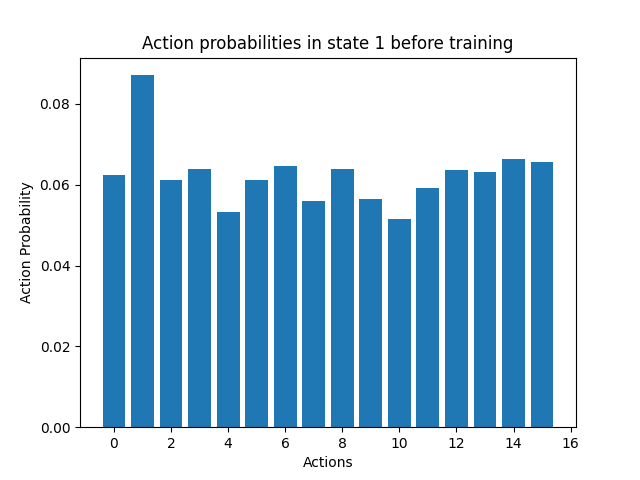 Action probabilities in state 1 before training
0.08
0.06
0.04
0.02
0.00
Action Probability
0 2 4 6 8 10 12 14 16
Actions